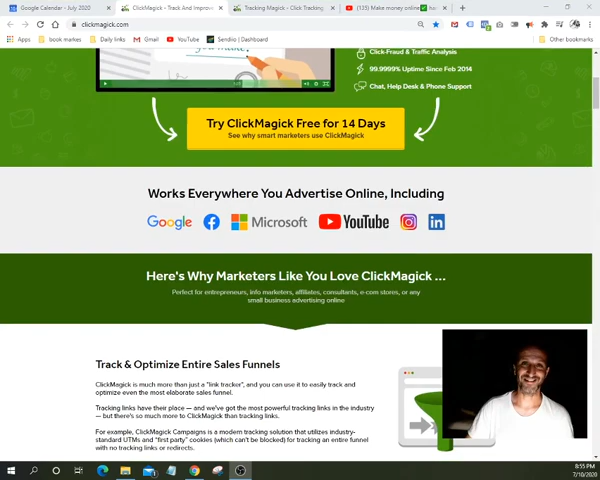 Google Calendar - July 2020
ClickMagick - Track And Improv
Tracking Magick - Click Tracking
(135) Make money online
clickmagick.com
Apps
book markes
Daily links
Gmail
YouTube
Sendiio | Dashboard
Other bookmarks
Click-Fraud & Traffic Analysis
99.9999% Uptime Since Feb 2014
Chat, Help Desk & Phone Support
Try ClickMagick Free for 14 Days
See why smart marketers use ClickMagick
Works Everywhere You Advertise Online, Including
Google
Microsoft
YouTube
in
Here's Why Marketers Like You Love ClickMagick ...
Perfect for entrepreneurs, info marketers, affiliates, consultants, e-com stores, or any
small business advertising online
Track & Optimize Entire Sales Funnels
ClickMagick is much more than just a "link tracker", and you can use it to easily track and
optimize even the most elaborate sales funnel.
Tracking links have their place — and we've got the most powerful tracking links in the industry
— but there's so much more to ClickMagick than tracking links.
For example, ClickMagick Campaigns is a modern tracking solution that utilizes industry-
standard UTMs and "first party" cookies (which can't be blocked) for tracking an entire funnel
with no tracking links or redirects.
8:55 PM
7/10/2020